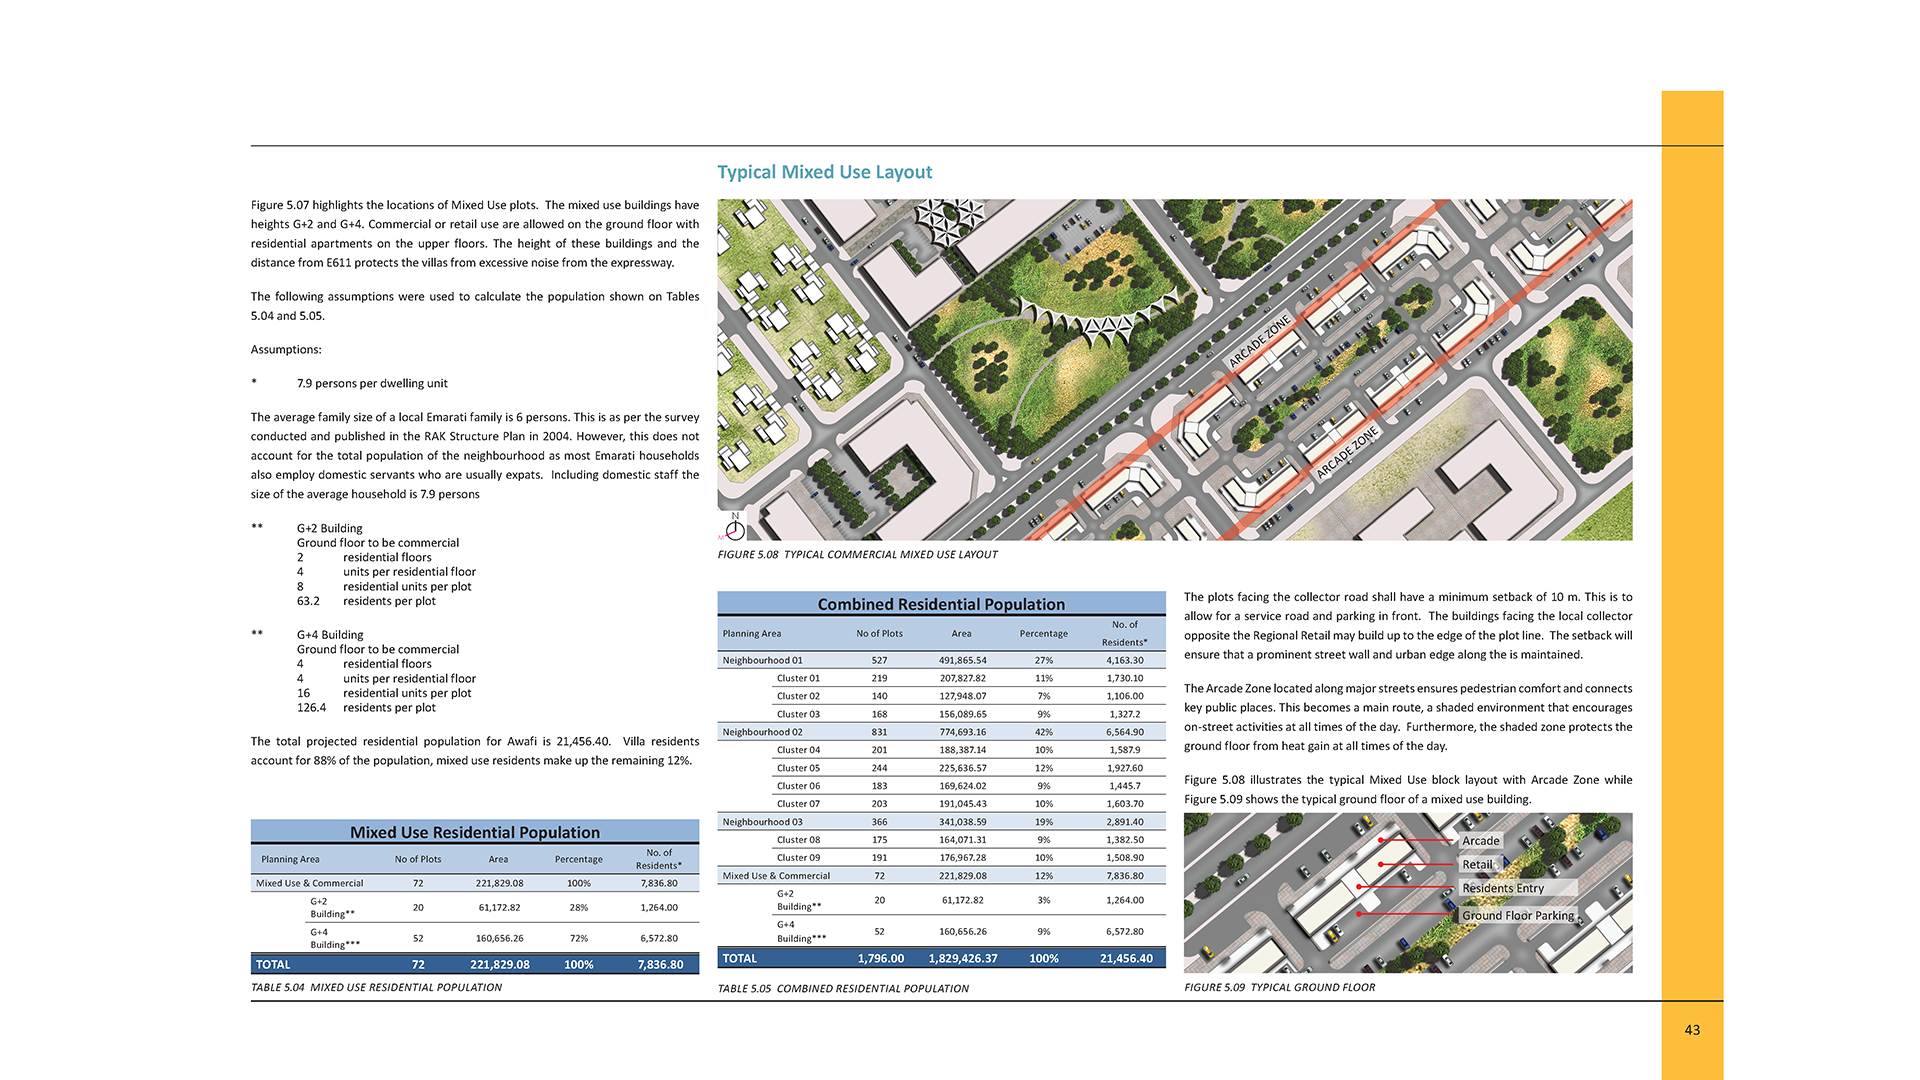 Figure 5.07 highlights the locations of Mixed Use plots. The mixed use buildings have
heights G+2 and G+4. Commercial or retail use are allowed on the ground floor with
residential apartments on the upper floors. The height of these buildings and the
distance from E611 protects the villas from excessive noise from the expressway.
The following assumptions were used to calculate the population shown on Tables
5.04 and 5.05.
Assumptions:
* 7.9 persons per dwelling unit
The average family size of a local Emarati family is 6 persons. This is as per the survey
conducted and published in the RAK Structure Plan in 2004. However, this does not
account for the total population of the neighbourhood as most Emarati households
also employ domestic servants who are usually expats. Including domestic staff the
size of the average household is 7.9 persons
** G+2 Building
Ground floor to be commercial
2 residential floors
4 units per residential floor
8 residential units per plot
63.2 residents per plot
** G+4 Building
Ground floor to be commercial
4 residential floors
4 units per residential floor
16 residential units per plot
126.4 residents per plot
The total projected residential population for Awafi is 21,456.40. Villa residents
account for 88% of the population, mixed use residents make up the remaining 12%.
Mixed Use Residential Population
Planning Area No of Plots Area Percentage No. of Residents*
Mixed Use & Commercial 72 221,829.08 100% 7,836.80
G+2 Building** 20 61,172.82 28% 1,264.00
G+4 Building*** 52 160,656.26 72% 6,572.80
TOTAL 72 221,829.08 100% 7,836.80
TABLE 5.04 MIXED USE RESIDENTIAL POPULATION
Typical Mixed Use Layout
ARCADE ZONE
ARCADE ZONE
N
M
FIGURE 5.08 TYPICAL COMMERCIAL MIXED USE LAYOUT
Combined Residential Population
Planning Area No of Plots Area Percentage No. of Residents*
Neighbourhood 01 527 491,865.54 27% 4,163.30
Cluster 01 219 207,827.82 11% 1,730.10
Cluster 02 140 127,948.07 7% 1,106.00
Cluster 03 168 156,089.65 9% 1,327.2
Neighbourhood 02 831 774,693.16 42% 6,564.90
Cluster 04 201 188,387.14 10% 1,587.9
Cluster 05 244 225,636.57 12% 1,927.60
Cluster 06 183 169,624.02 9% 1,445.7
Cluster 07 203 191,045.43 10% 1,603.70
Neighbourhood 03 366 341,038.59 19% 2,891.40
Cluster 08 175 164,071.31 9% 1,382.50
Cluster 09 191 176,967.28 10% 1,508.90
Mixed Use & Commercial 72 221,829.08 12% 7,836.80
G+2 Building** 20 61,172.82 3% 1,264.00
G+4 Building*** 52 160,656.26 9% 6,572.80
TOTAL 1,796.00 1,829,426.37 100% 21,456.40
TABLE 5.05 COMBINED RESIDENTIAL POPULATION
The plots facing the collector road shall have a minimum setback of 10 m. This is to
allow for a service road and parking in front. The buildings facing the local collector
opposite the Regional Retail may build up to the edge of the plot line. The setback will
ensure that a prominent street wall and urban edge along the is maintained.
The Arcade Zone located along major streets ensures pedestrian comfort and connects
key public places. This becomes a main route, a shaded environment that encourages
on-street activities at all times of the day. Furthermore, the shaded zone protects the
ground floor from heat gain at all times of the day.
Figure 5.08 illustrates the typical Mixed Use block layout with Arcade Zone while
Figure 5.09 shows the typical ground floor of a mixed use building.
Arcade
Retail
Residents Entry
Ground Floor Parking
FIGURE 5.09 TYPICAL GROUND FLOOR
43